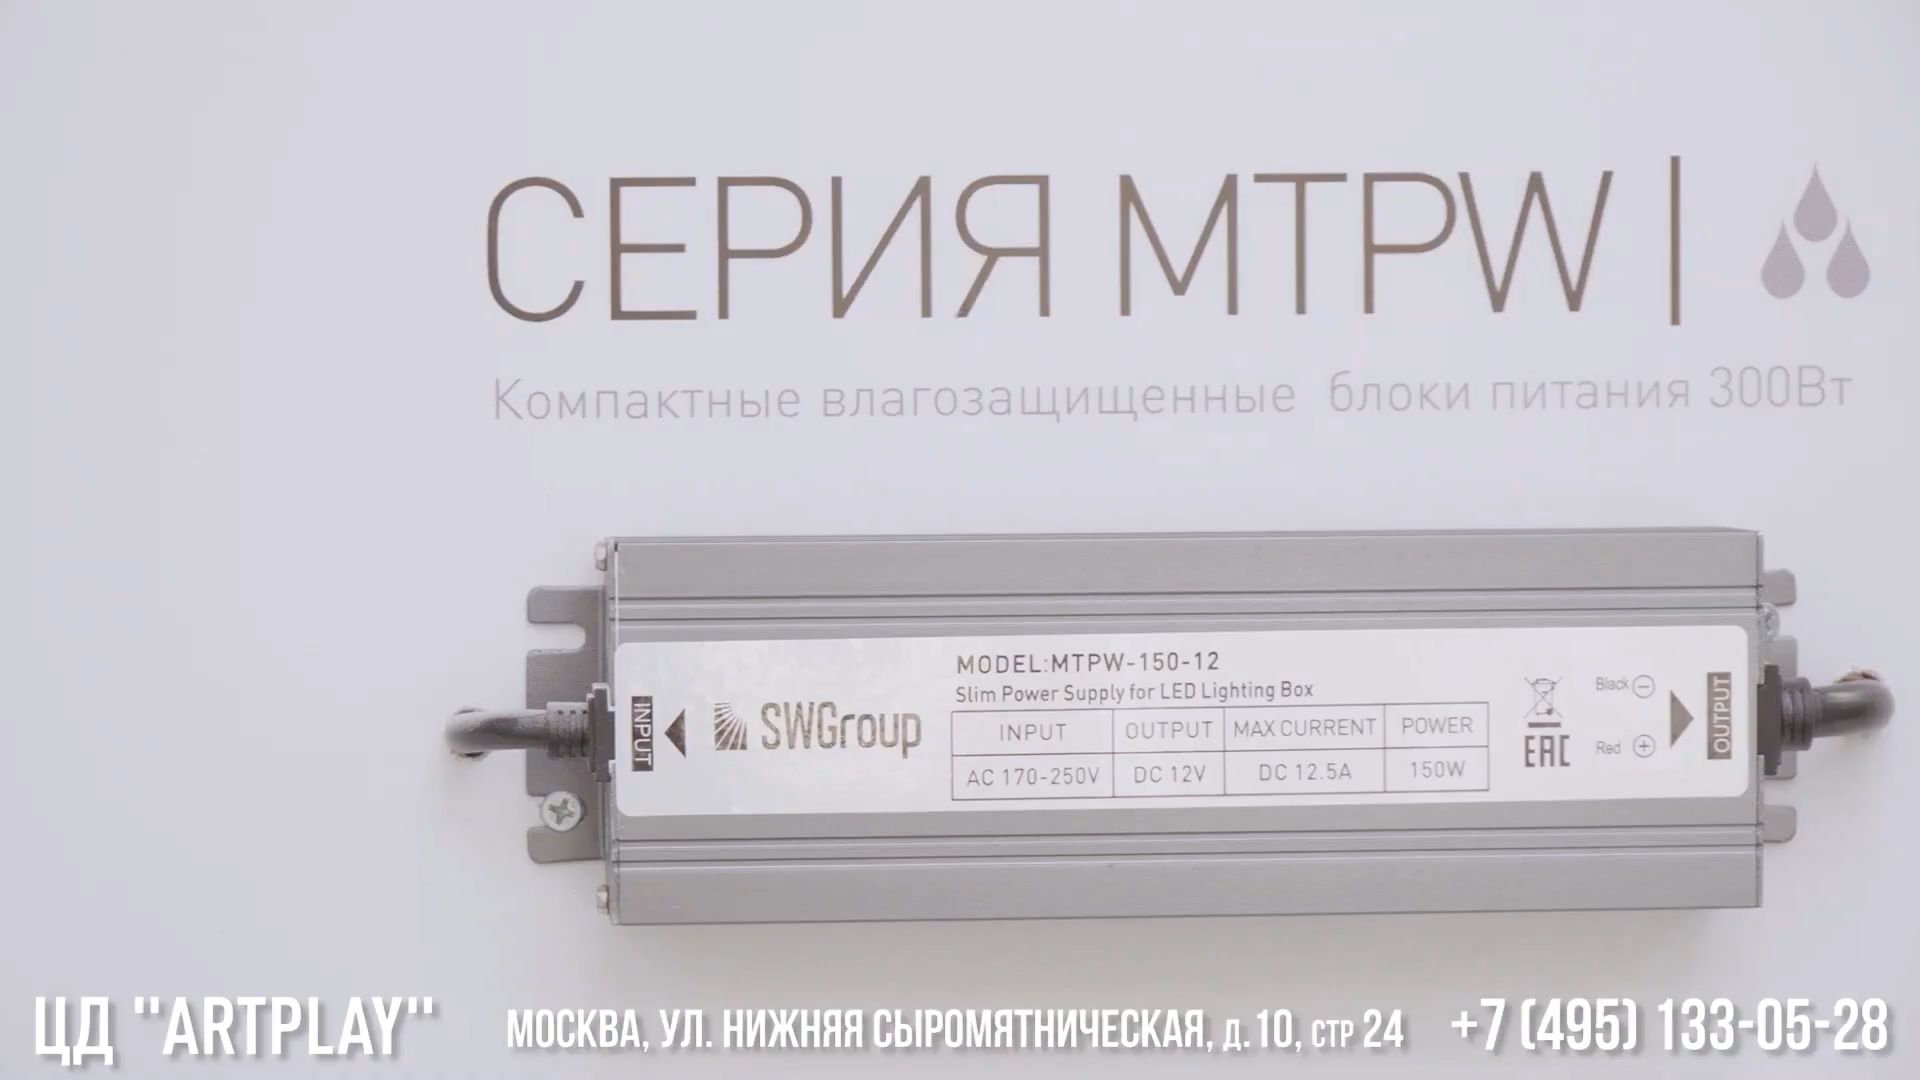 СЕРИЯ MTPW |
Компактные влагозащищенные блоки питания 300Вт
MODEL:MTPW-150-12
Slim Power Supply for LED Lighting Box
INPUT
SWGroup
INPUT OUTPUT MAX CURRENT POWER
AC 170-250V DC 12V DC 12.5A 150W
EAC
Black −
Red +
OUTPUT
ЦД "ARTPLAY" МОСКВА, УЛ. НИЖНЯЯ СЫРОМЯТНИЧЕСКАЯ, д. 10, стр 24 +7 (495) 133-05-28